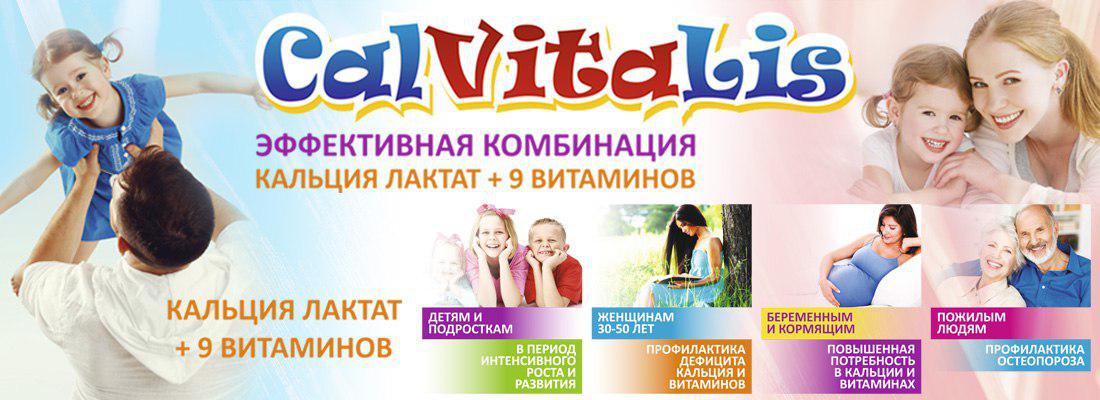 CalVitaLis
ЭФФЕКТИВНАЯ КОМБИНАЦИЯ
КАЛЬЦИЯ ЛАКТАТ + 9 ВИТАМИНОВ
КАЛЬЦИЯ ЛАКТАТ
+ 9 ВИТАМИНОВ
ДЕТЯМ И
ПОДРОСТКАМ
В ПЕРИОД
ИНТЕНСИВНОГО
РОСТА И
РАЗВИТИЯ
ЖЕНЩИНАМ
30-50 ЛЕТ
ПРОФИЛАКТИКА
ДЕФИЦИТА
КАЛЬЦИЯ И
ВИТАМИНОВ
БЕРЕМЕННЫМ
И КОРМЯЩИМ
ПОВЫШЕННАЯ
ПОТРЕБНОСТЬ
В КАЛЬЦИИ И
ВИТАМИНАХ
ПОЖИЛЫМ
ЛЮДЯМ
ПРОФИЛАКТИКА
ОСТЕОПОРОЗА